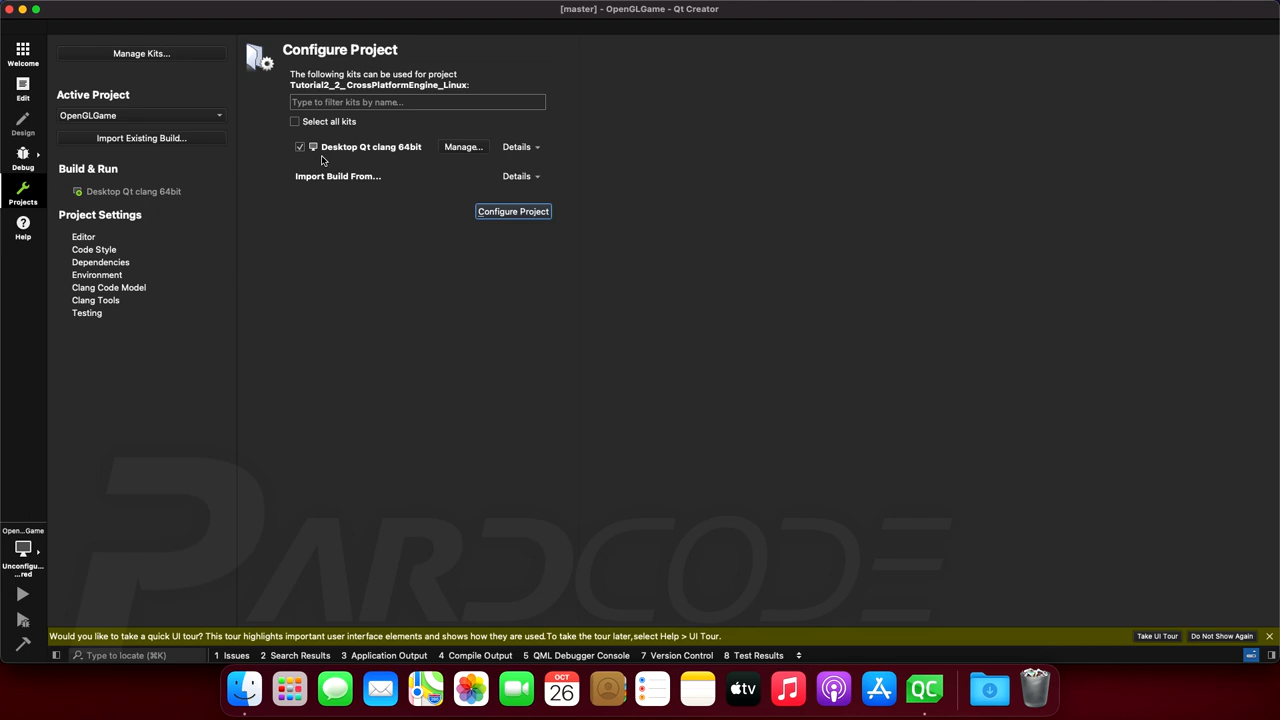 [master] - OpenGLGame - Qt Creator
Welcome
Edit
Design
Debug
Projects
Help
Manage Kits...
Active Project
OpenGLGame
Import Existing Build...
Build & Run
Desktop Qt clang 64bit
Project Settings
Editor
Code Style
Dependencies
Environment
Clang Code Model
Clang Tools
Testing
Configure Project
The following kits can be used for project
Tutorial2_2_CrossPlatformEngine_Linux:
Type to filter kits by name...
Select all kits
Desktop Qt clang 64bit Manage... Details
Import Build From... Details
Configure Project
PARDCODE
Open...Game
Unconfigu...
...red
Would you like to take a quick UI tour? This tour highlights important user interface elements and shows how they are used.To take the tour later,select Help > UI Tour. Take UI Tour Do Not Show Again
Type to locate (⌘K) 1 Issues 2 Search Results 3 Application Output 4 Compile Output 5 QML Debugger Console 7 Version Control 8 Test Results
OCT
26
tv
QC